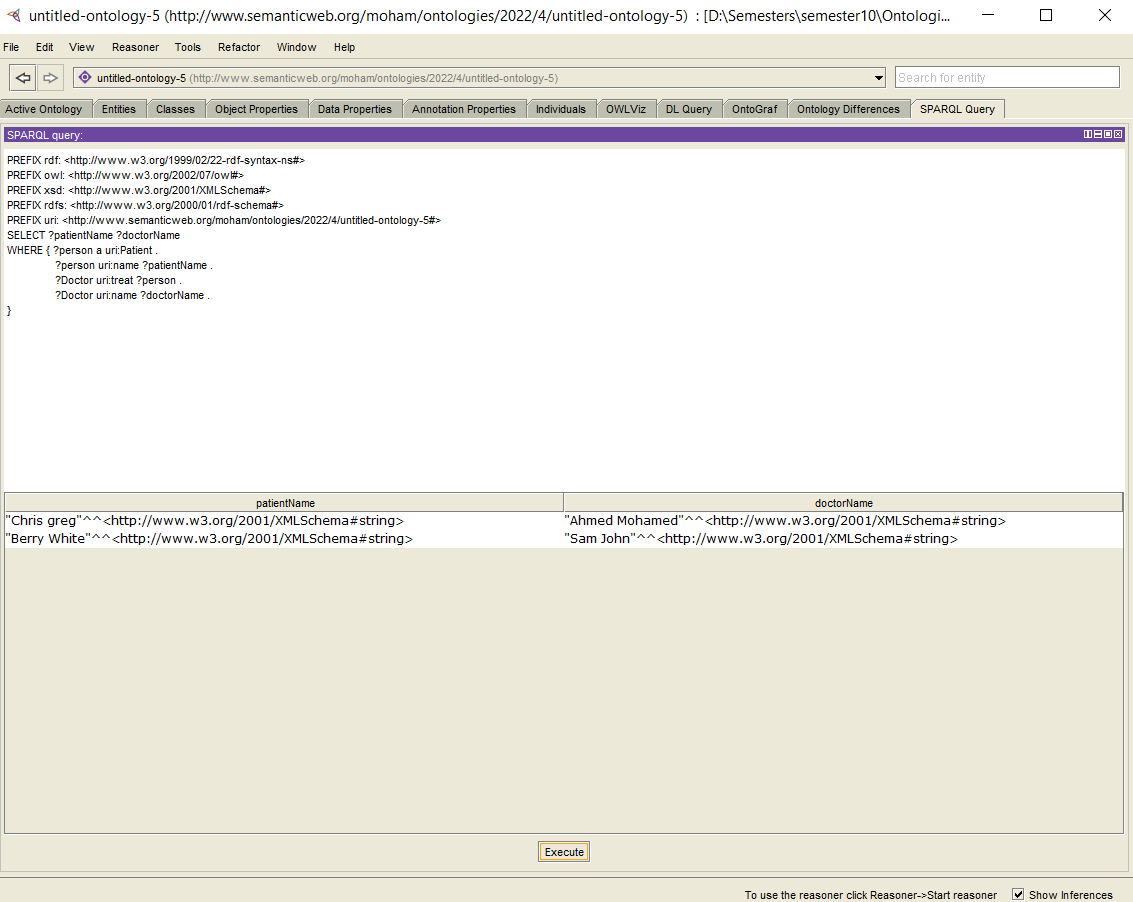 untitled-ontology-5 (http://www.semanticweb.org/moham/ontologies/2022/4/untitled-ontology-5) : [D:\Semesters\semester10\Ontologi...
File Edit View Reasoner Tools Refactor Window Help
untitled-ontology-5 (http://www.semanticweb.org/moham/ontologies/2022/4/untitled-ontology-5) Search for entity
Active Ontology Entities Classes Object Properties Data Properties Annotation Properties Individuals OWLViz DL Query OntoGraf Ontology Differences SPARQL Query
SPARQL query:
PREFIX rdf: <http://www.w3.org/1999/02/22-rdf-syntax-ns#>
PREFIX owl: <http://www.w3.org/2002/07/owl#>
PREFIX xsd: <http://www.w3.org/2001/XMLSchema#>
PREFIX rdfs: <http://www.w3.org/2000/01/rdf-schema#>
PREFIX uri: <http://www.semanticweb.org/moham/ontologies/2022/4/untitled-ontology-5#>
SELECT ?patientName ?doctorName
WHERE { ?person a uri:Patient .
?person uri:name ?patientName .
?Doctor uri:treat ?person .
?Doctor uri:name ?doctorName .
}
patientName doctorName
"Chris greg"^^<http://www.w3.org/2001/XMLSchema#string> "Ahmed Mohamed"^^<http://www.w3.org/2001/XMLSchema#string>
"Berry White"^^<http://www.w3.org/2001/XMLSchema#string> "Sam John"^^<http://www.w3.org/2001/XMLSchema#string>
Execute
To use the reasoner click Reasoner->Start reasoner Show Inferences